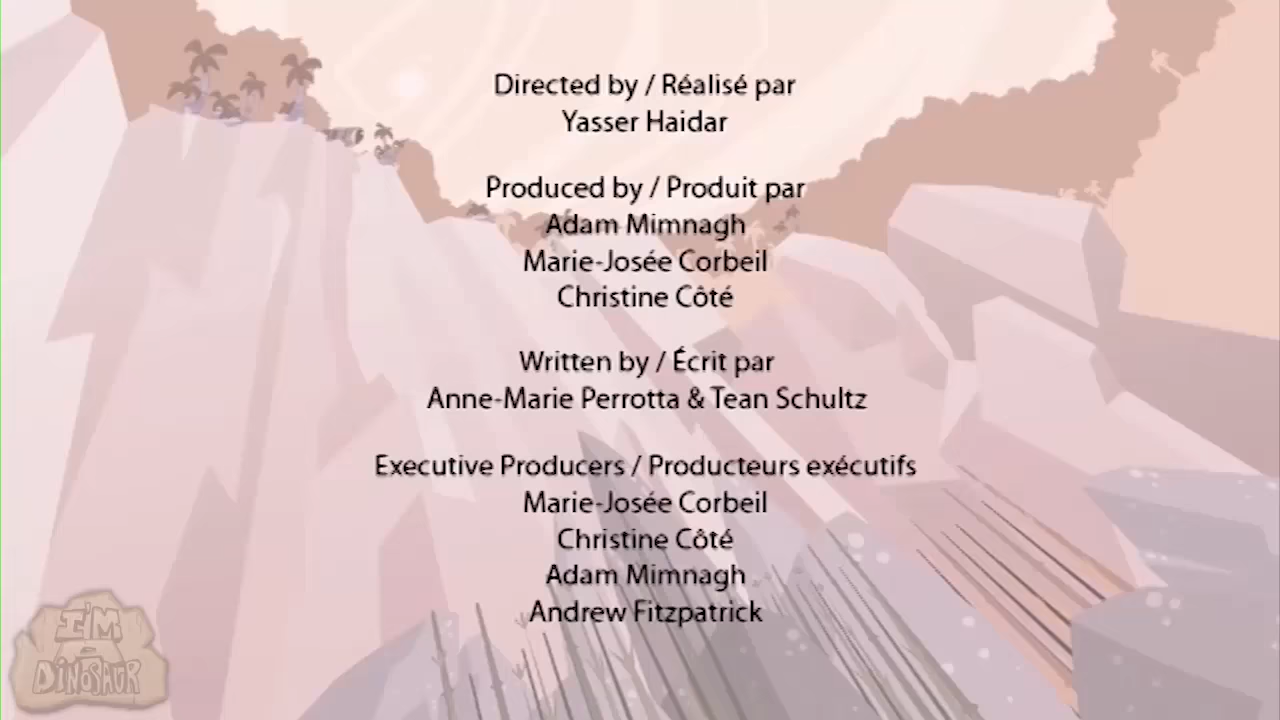 Directed by / Réalisé par
Yasser Haidar
Produced by / Produit par
Adam Mimnagh
Marie-Josée Corbeil
Christine Côté
Written by / Écrit par
Anne-Marie Perrotta & Tean Schultz
Executive Producers / Producteurs exécutifs
Marie-Josée Corbeil
Christine Côté
Adam Mimnagh
Andrew Fitzpatrick
I'M
A
DINOSAUR